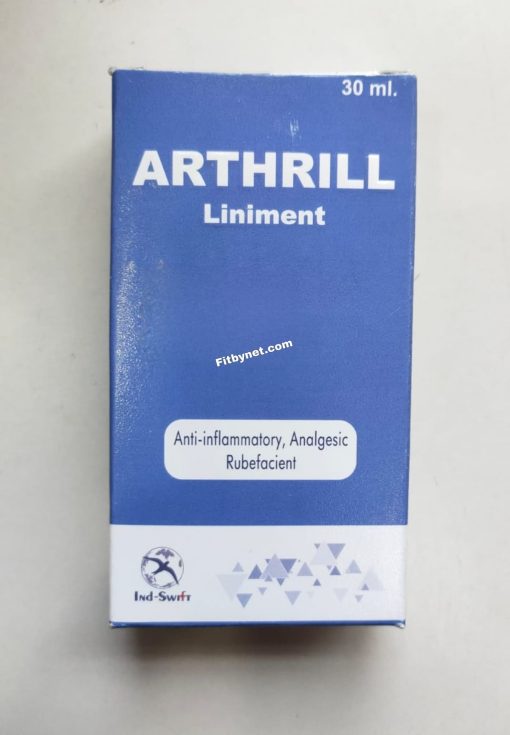 30 ml.
ARTHRILL
Liniment
Fitbynet.com
Anti-inflammatory, Analgesic
Rubefacient
IND-SWIFT